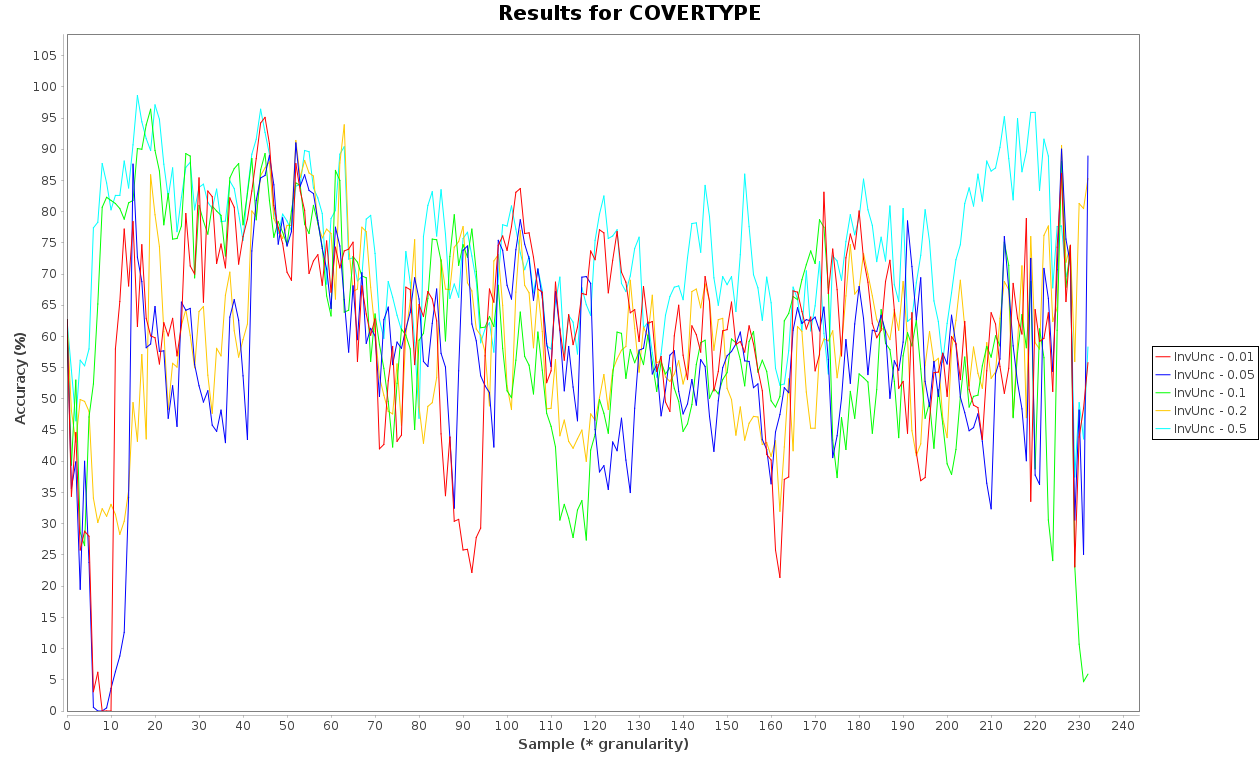 Results for COVERTYPE
Accuracy (%)
105
100
95
90
85
80
75
70
65
60
55
50
45
40
35
30
25
20
15
10
5
0
0 10 20 30 40 50 60 70 80 90 100 110 120 130 140 150 160 170 180 190 200 210 220 230 240
Sample (* granularity)
InvUnc - 0.01
InvUnc - 0.05
InvUnc - 0.1
InvUnc - 0.2
InvUnc - 0.5